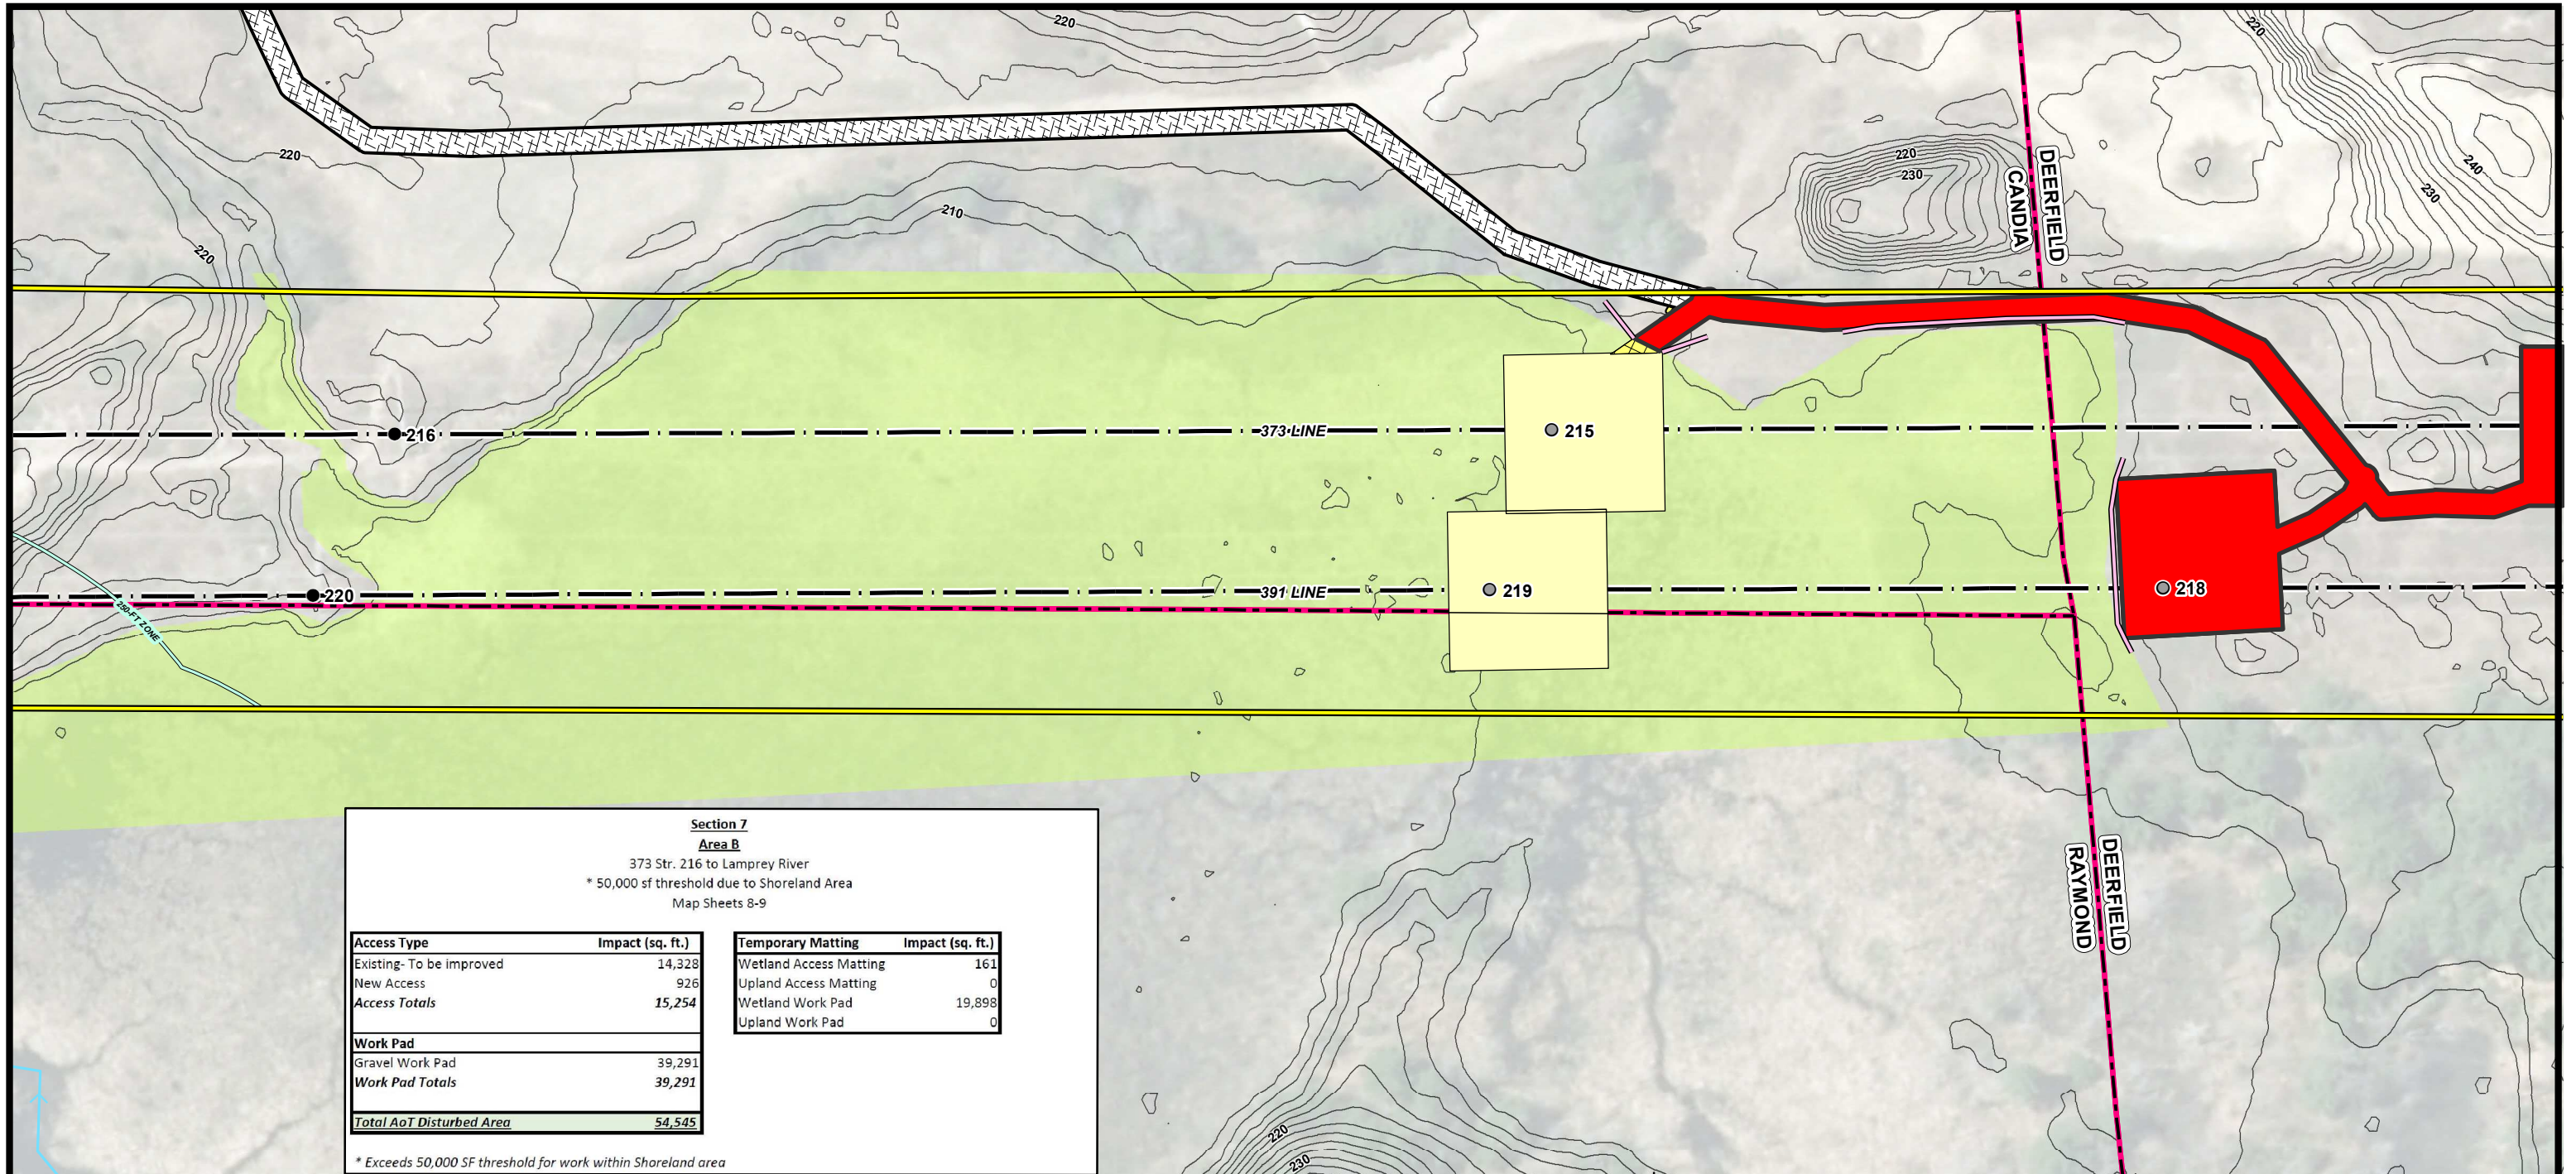 220
220
220
230
220
240
230
DEERFIELD
CANDIA
220
210
216
373 LINE
215
220
391 LINE
219
218
250-FT ZONE
DEERFIELD
RAYMOND
220
230
Section 7
Area B
373 Str. 216 to Lamprey River
* 50,000 sf threshold due to Shoreland Area
Map Sheets 8-9
Access Type Impact (sq. ft.)
Existing- To be improved 14,328
New Access 926
Access Totals 15,254
Work Pad
Gravel Work Pad 39,291
Work Pad Totals 39,291
Total AoT Disturbed Area 54,545
Temporary Matting Impact (sq. ft.)
Wetland Access Matting 161
Upland Access Matting 0
Wetland Work Pad 19,898
Upland Work Pad 0
* Exceeds 50,000 SF threshold for work within Shoreland area